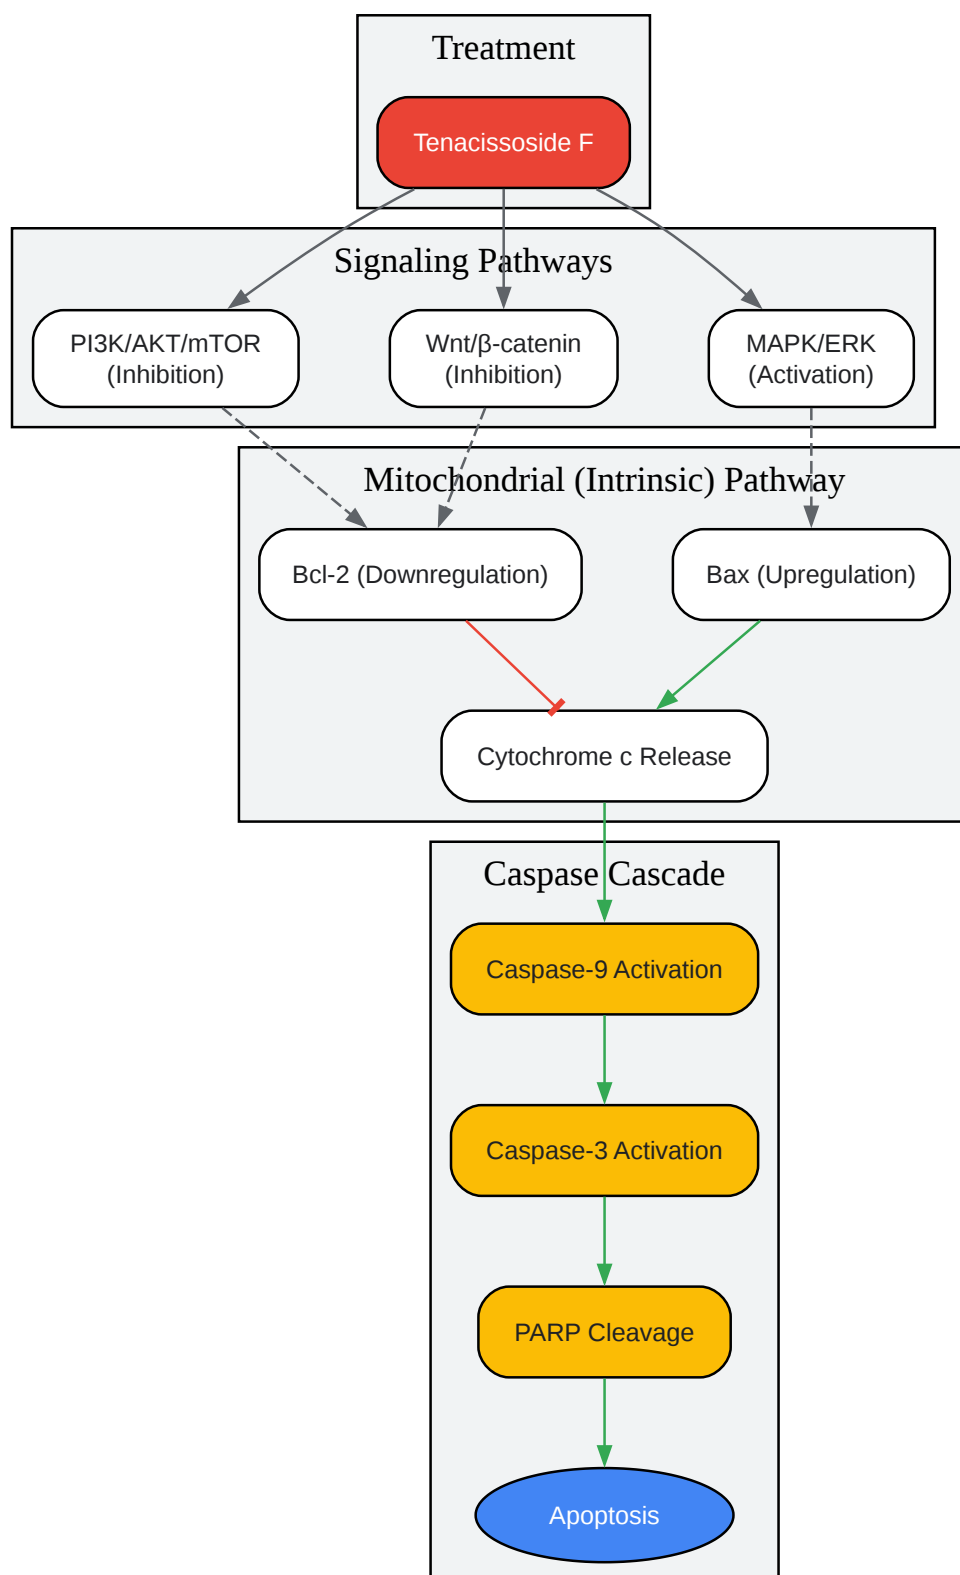 Treatment
Tenacissoside F
Signaling Pathways
PI3K/AKT/mTOR
(Inhibition)
Wnt/β-catenin
(Inhibition)
MAPK/ERK
(Activation)
Mitochondrial (Intrinsic) Pathway
Bcl-2 (Downregulation)
Bax (Upregulation)
Cytochrome c Release
Caspase Cascade
Caspase-9 Activation
Caspase-3 Activation
PARP Cleavage
Apoptosis